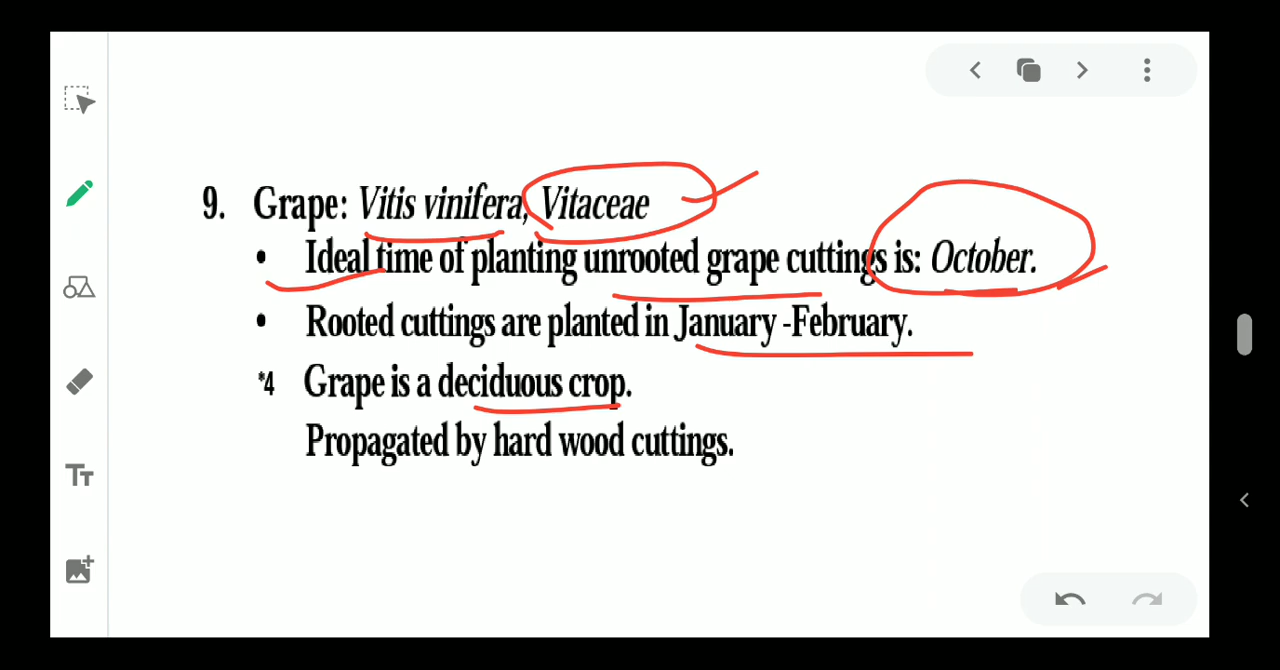 9. Grape: Vitis vinifera, Vitaceae
• Ideal time of planting unrooted grape cuttings is: October.
• Rooted cuttings are planted in January -February.
*4 Grape is a deciduous crop.
Propagated by hard wood cuttings.
TT